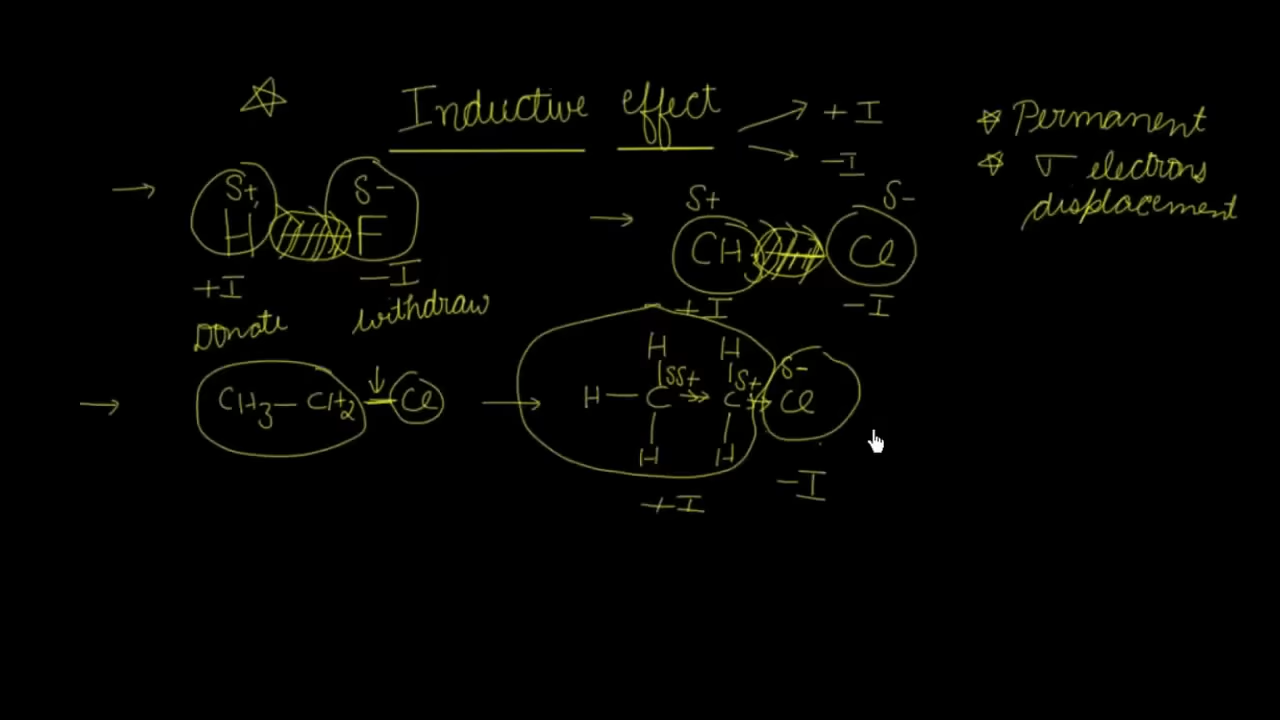 Inductive effect
+I
-I
Permanent
σ electrons
displacement
δ+ δ-
H F
+I -I
Donate withdraw
δ+ δ-
CH3 Cl
+I -I
CH3-CH2-Cl
H H
δδ+ δ+ δ-
H-C C Cl
H H
+I -I